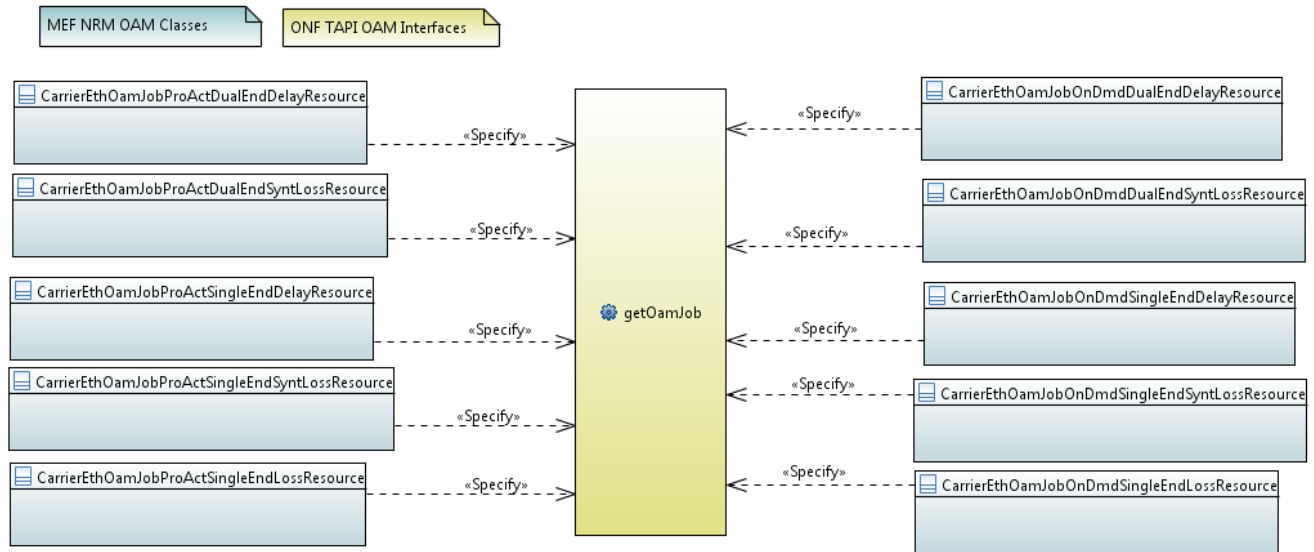 MEF NRM OAM Classes
ONF TAPI OAM Interfaces
CarrierEthOamJobProActDualEndDelayResource
«Specify»
CarrierEthOamJobProActDualEndSyntLossResource
«Specify»
CarrierEthOamJobProActSingleEndDelayResource
«Specify»
CarrierEthOamJobProActSingleEndSyntLossResource
«Specify»
CarrierEthOamJobProActSingleEndLossResource
«Specify»
getOamJob
CarrierEthOamJobOnDmdDualEndDelayResource
«Specify»
CarrierEthOamJobOnDmdDualEndSyntLossResource
«Specify»
CarrierEthOamJobOnDmdSingleEndDelayResource
«Specify»
CarrierEthOamJobOnDmdSingleEndSyntLossResource
«Specify»
CarrierEthOamJobOnDmdSingleEndLossResource
«Specify»